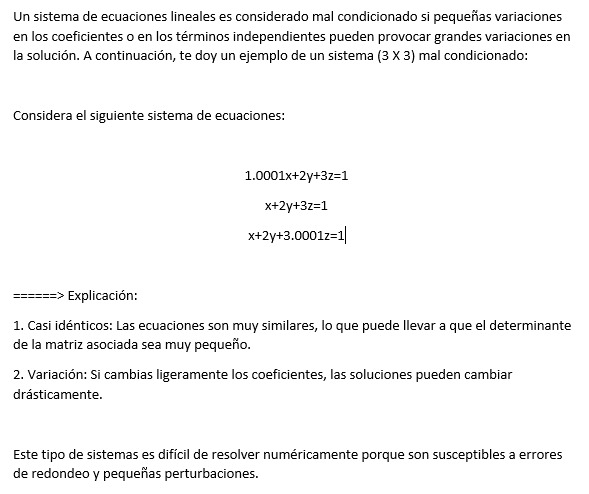 Un sistema de ecuaciones lineales es considerado mal condicionado si pequeñas variaciones
en los coeficientes o en los términos independientes pueden provocar grandes variaciones en
la solución. A continuación, te doy un ejemplo de un sistema (3 X 3) mal condicionado:
Considera el siguiente sistema de ecuaciones:
1.0001x+2y+3z=1
x+2y+3z=1
x+2y+3.0001z=1
======> Explicación:
1. Casi idénticos: Las ecuaciones son muy similares, lo que puede llevar a que el determinante
de la matriz asociada sea muy pequeño.
2. Variación: Si cambias ligeramente los coeficientes, las soluciones pueden cambiar
drásticamente.
Este tipo de sistemas es difícil de resolver numéricamente porque son susceptibles a errores
de redondeo y pequeñas perturbaciones.